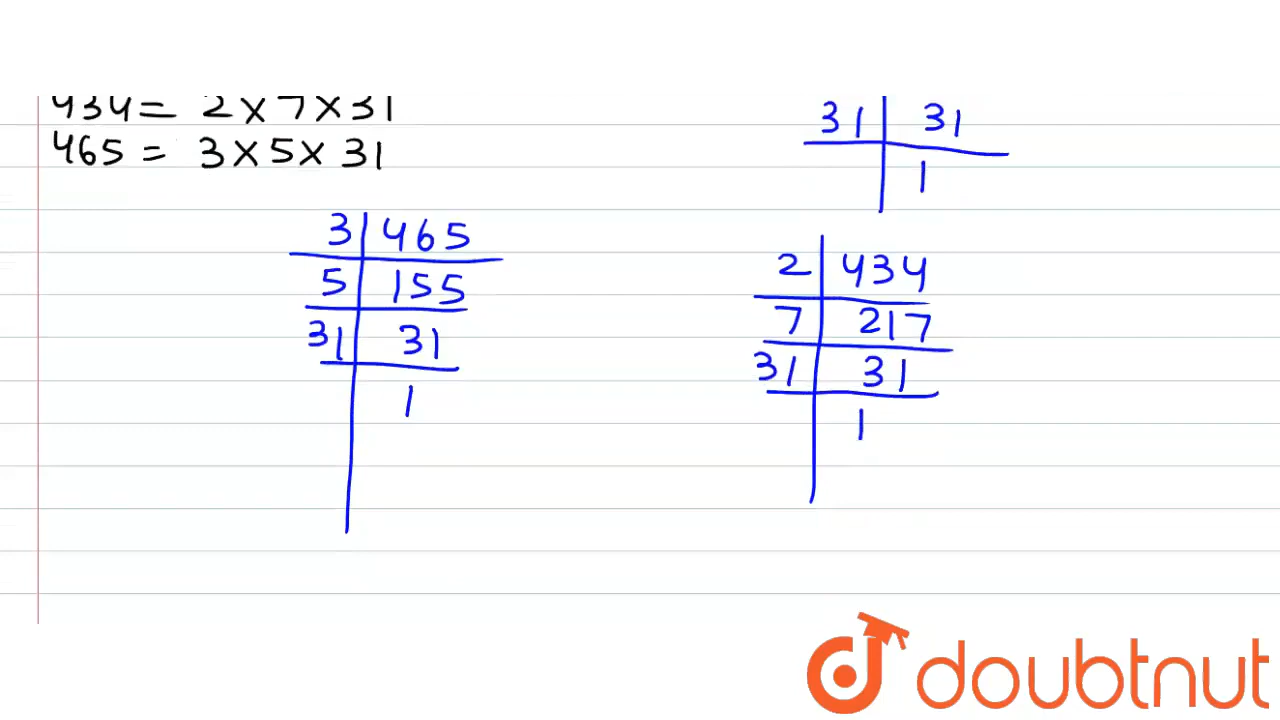 434 = 2 × 7 × 31
465 = 3 × 5 × 31
31 | 31
1
3 | 465
5 | 155
31 | 31
1
2 | 434
7 | 217
31 | 31
1
doubtnut